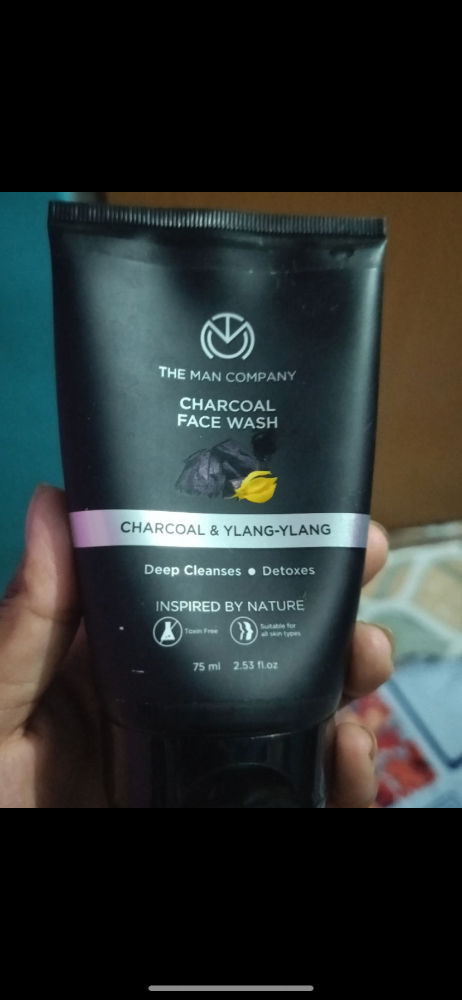 THE MAN COMPANY
CHARCOAL
FACE WASH
CHARCOAL & YLANG-YLANG
Deep Cleanses • Detoxes
INSPIRED BY NATURE
Toxin Free
Suitable for
all skin types
75 ml 2.53 fl.oz